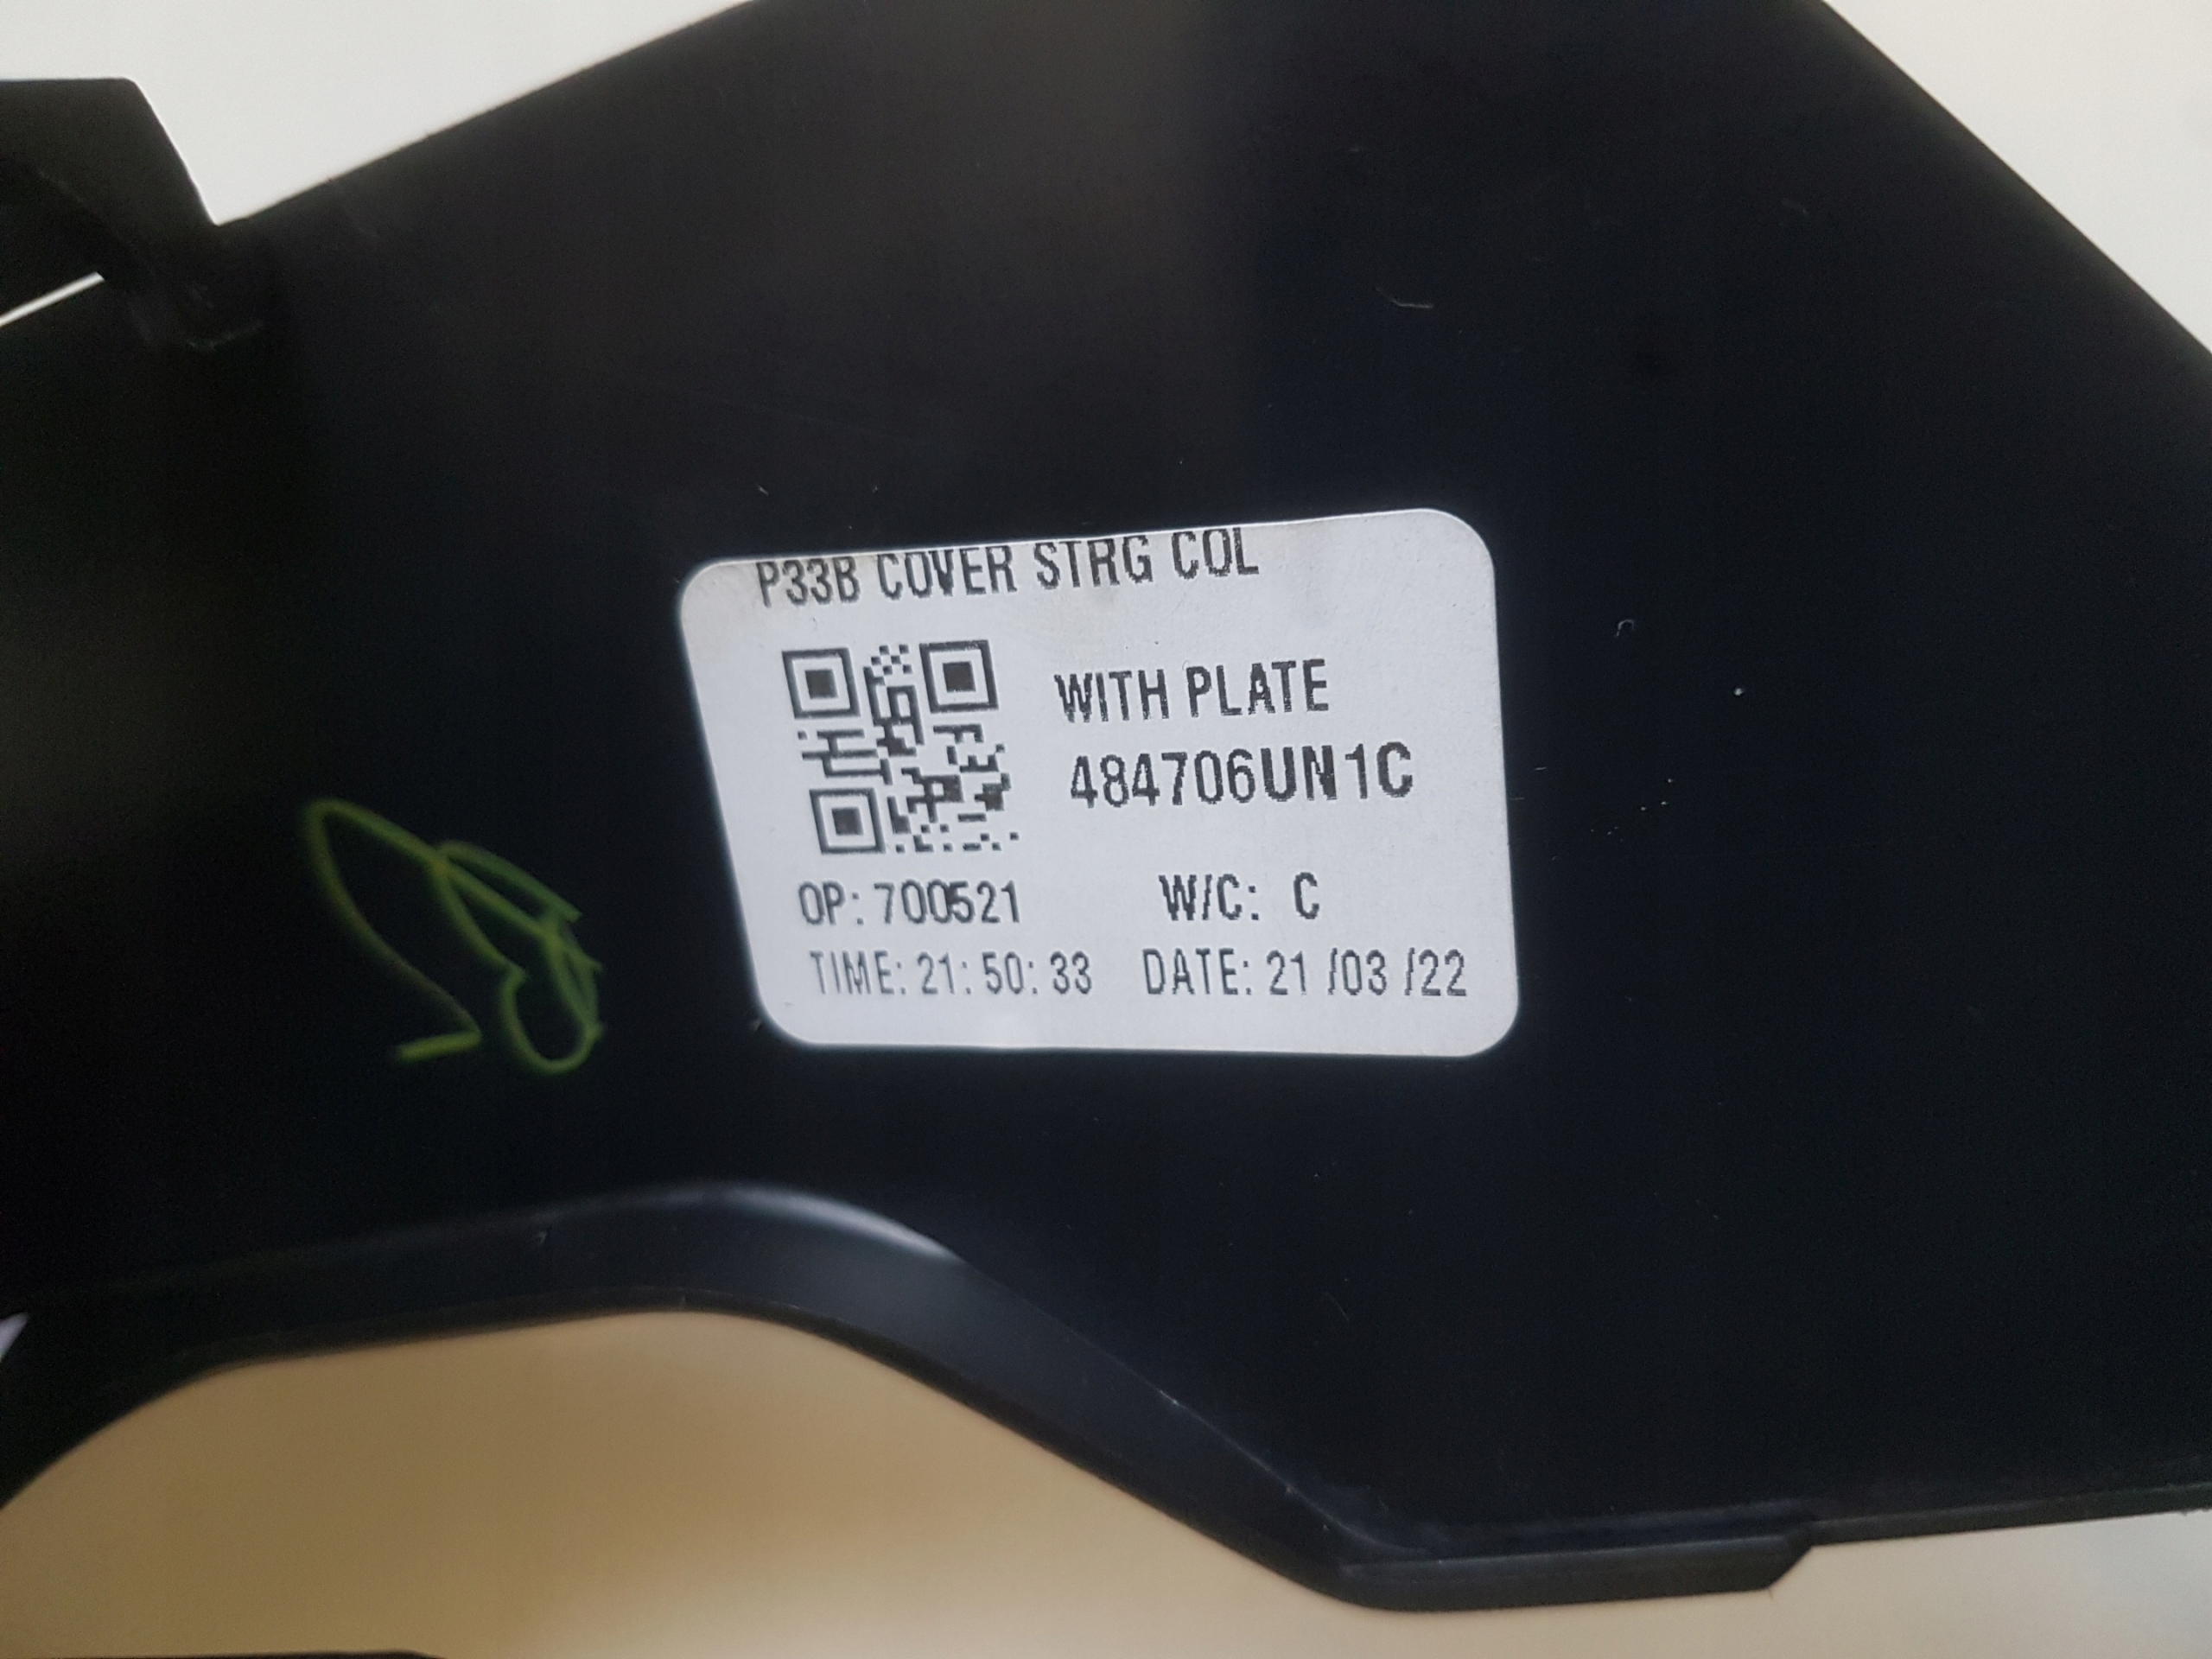 P33B COVER STRG COL
WITH PLATE
484706UN1C
OP: 700521 W/C: C
TIME: 21: 50: 33 DATE: 21 /03 /22